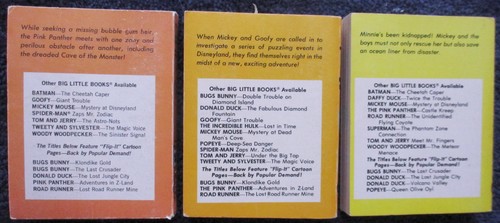 While seeking a missing bubble gum heir,
the Pink Panther meets with one zany and
perilous obstacle after another, including
the dreaded Cave of the Monster!
Other BIG LITTLE BOOKS® Available
BATMAN—The Cheetah Caper
GOOFY—Giant Trouble
MICKEY MOUSE—Mystery at Disneyland
SPIDER-MAN Zaps Mr. Zodiac
TOM AND JERRY—The Astro-Nots
TWEETY AND SYLVESTER—The Magic Voice
WOODY WOODPECKER—The Sinister Signal
The Titles Below Feature "Flip-It" Cartoon
Pages—Back by Popular Demand!
BUGS BUNNY—Klondike Gold
BUGS BUNNY—The Last Crusader
DONALD DUCK—The Lost Jungle City
PINK PANTHER—Adventures in Z-Land
ROAD RUNNER—Lost Road Runner Mine
When Mickey and Goofy are called in to
investigate a series of puzzling events in
Disneyland, they find themselves right in the
midst of a new, exciting adventure!
Other BIG LITTLE BOOKS® Available
BUGS BUNNY—Double Trouble on
Diamond Island
DONALD DUCK—The Fabulous Diamond
Fountain
GOOFY—Giant Trouble
THE INCREDIBLE HULK—Lost in Time
MICKEY MOUSE—Mystery at Dead
Man's Cove
POPEYE—Deep-Sea Danger
SPIDER-MAN Zaps Mr. Zodiac
TOM AND JERRY—Under the Big Top
TWEETY AND SYLVESTER—The Magic Voice
The Titles Below Feature "Flip-It" Cartoon
Pages—Back by Popular Demand!
BUGS BUNNY—The Last Crusader
DONALD DUCK—The Lost Jungle City
BUGS BUNNY—Klondike Gold
THE PINK PANTHER—Adventures in Z-Land
ROAD RUNNER—The Lost Road Runner Mine
Minnie's been kidnapped! Mickey and the
boys must not only rescue her but also save
an ocean liner from disaster.
Other BIG LITTLE BOOKS® Available
BATMAN—The Cheetah Caper
DAFFY DUCK—Twice the Trouble
MICKEY MOUSE—Mystery at Disneyland
THE PINK PANTHER—Castle Kreep
ROAD RUNNER—The Unidentified
Flying Coyote
SUPERMAN—The Phantom Zone
Connection
TOM AND JERRY Meet Mr. Fingers
WOODY WOODPECKER—The Meteor
Menace
The Titles Below Feature "Flip-It" Cartoon
Pages—Back by Popular Demand!
BUGS BUNNY—The Last Crusader
DONALD DUCK—The Lost Jungle City
DONALD DUCK—Volcano Valley
POPEYE—Queen Olive Oyl